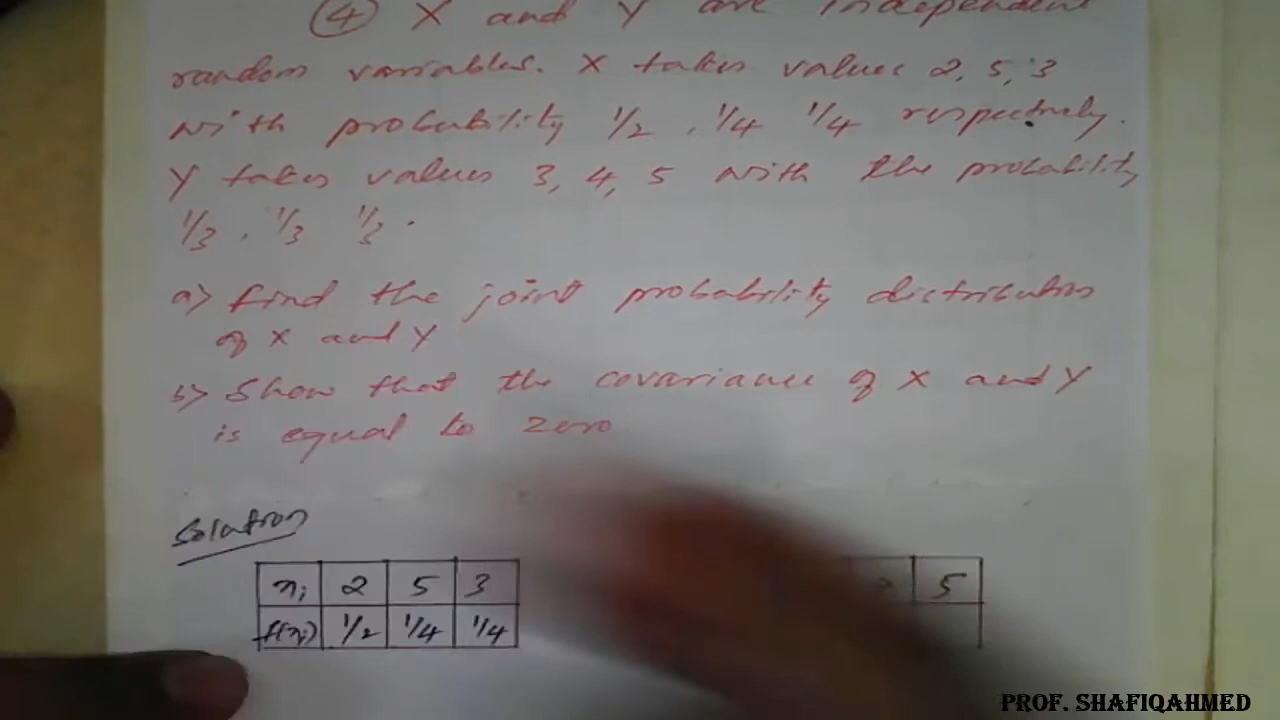 ④ X and Y are independent
random variables. X takes values 2, 5, 3
with probability 1/2, 1/4 1/4 respectively.
Y takes values 3, 4, 5 with the probability
1/3, 1/3 1/3.
a) find the joint probability distribution
of X and Y
b) Show that the covariance of X and Y
is equal to zero
Solution
xi 2 5 3 5
f(xi) 1/2 1/4 1/4
PROF. SHAFIQAHMED